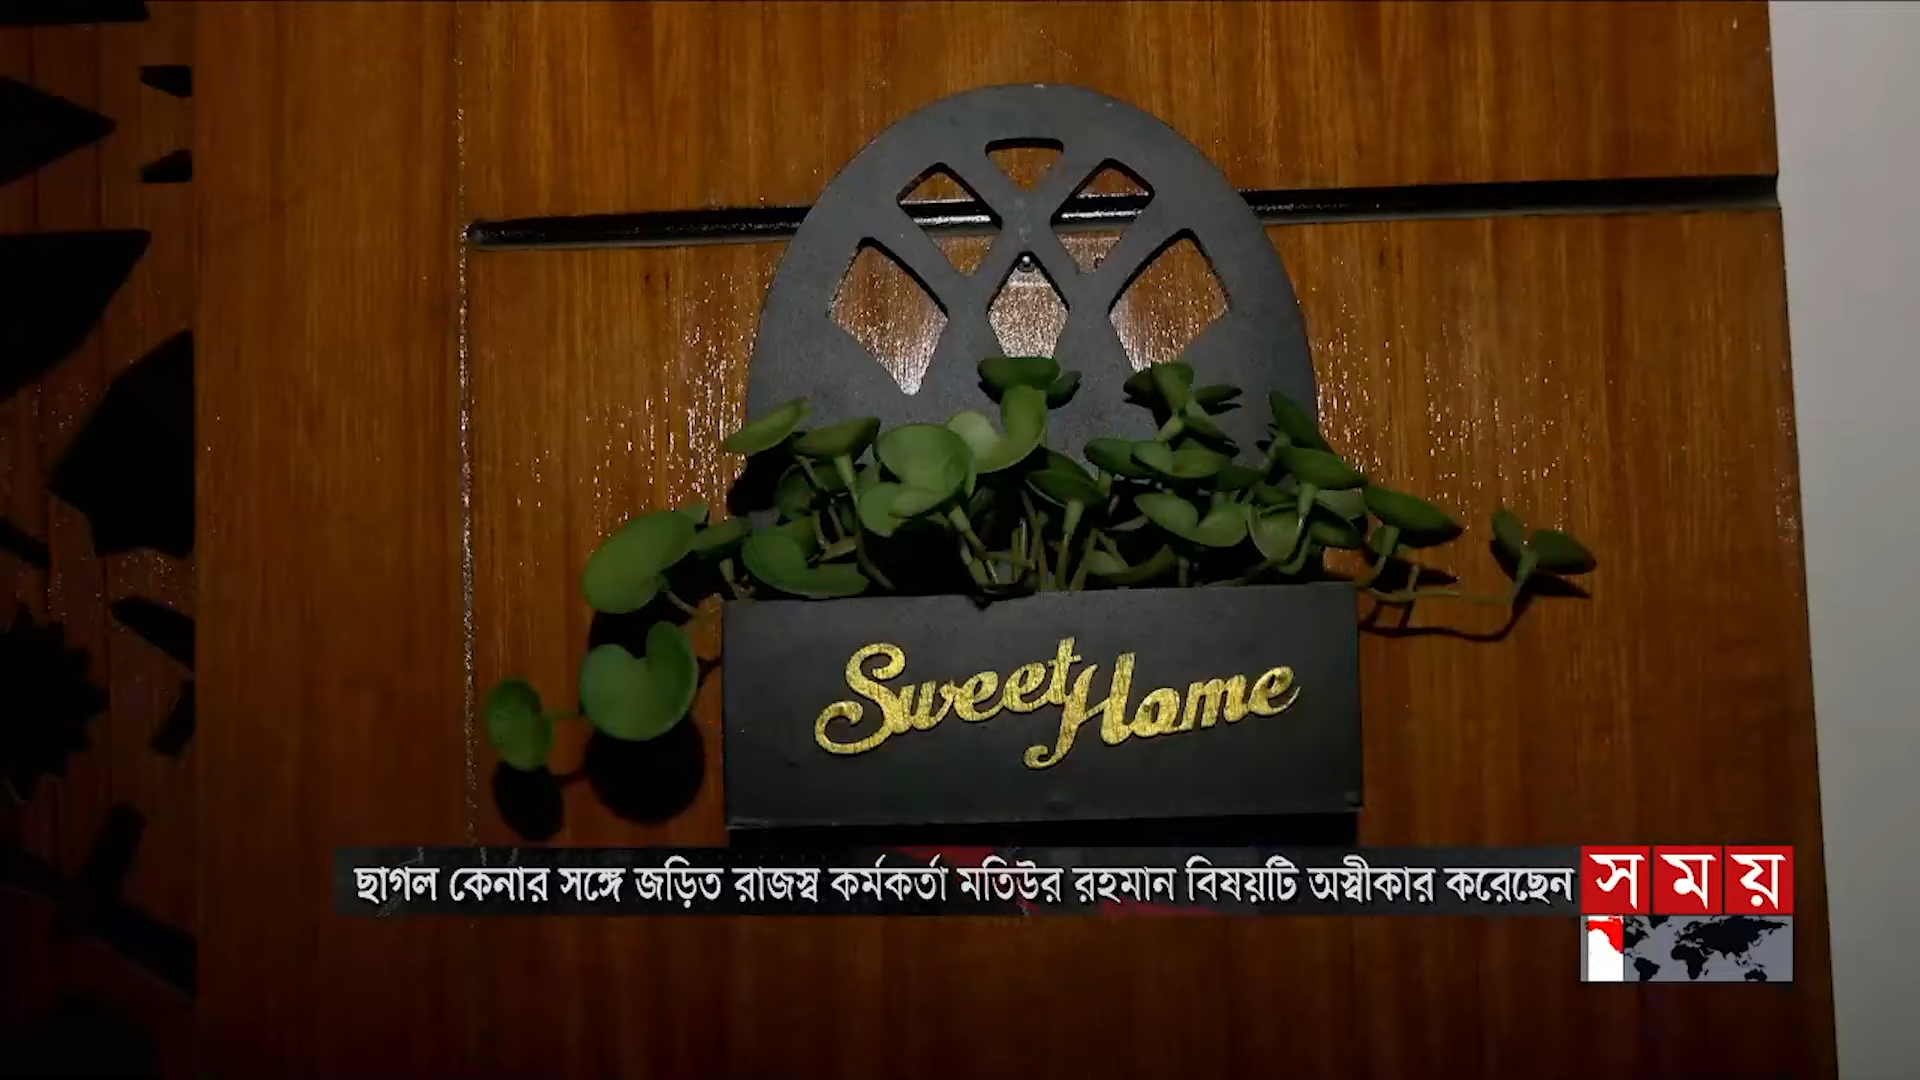 Sweet Home
ছাগল কেনার সঙ্গে জড়িত রাজস্ব কর্মকর্তা মতিউর রহমান বিষয়টি অস্বীকার করেছেন
সময়